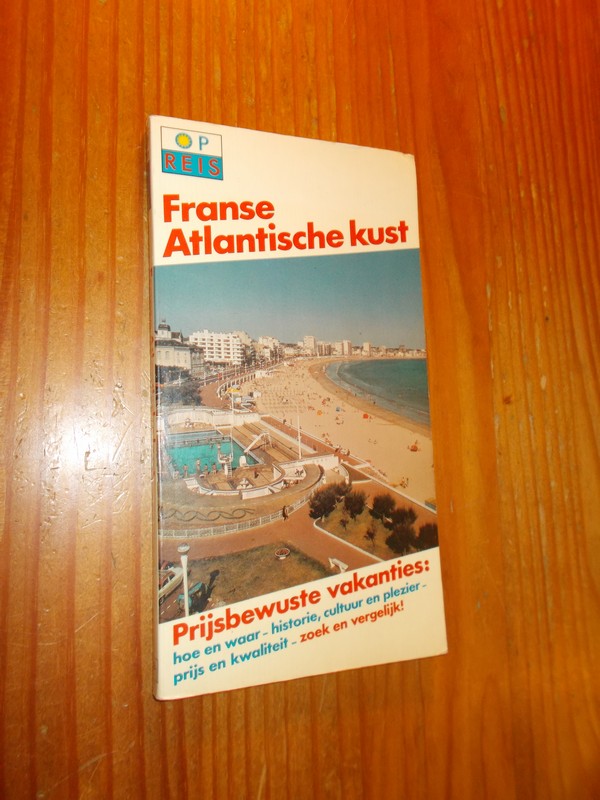 OP
REIS
Franse
Atlantische kust
Prijsbewuste vakanties:
hoe en waar – historie, cultuur en plezier –
prijs en kwaliteit – zoek en vergelijk!